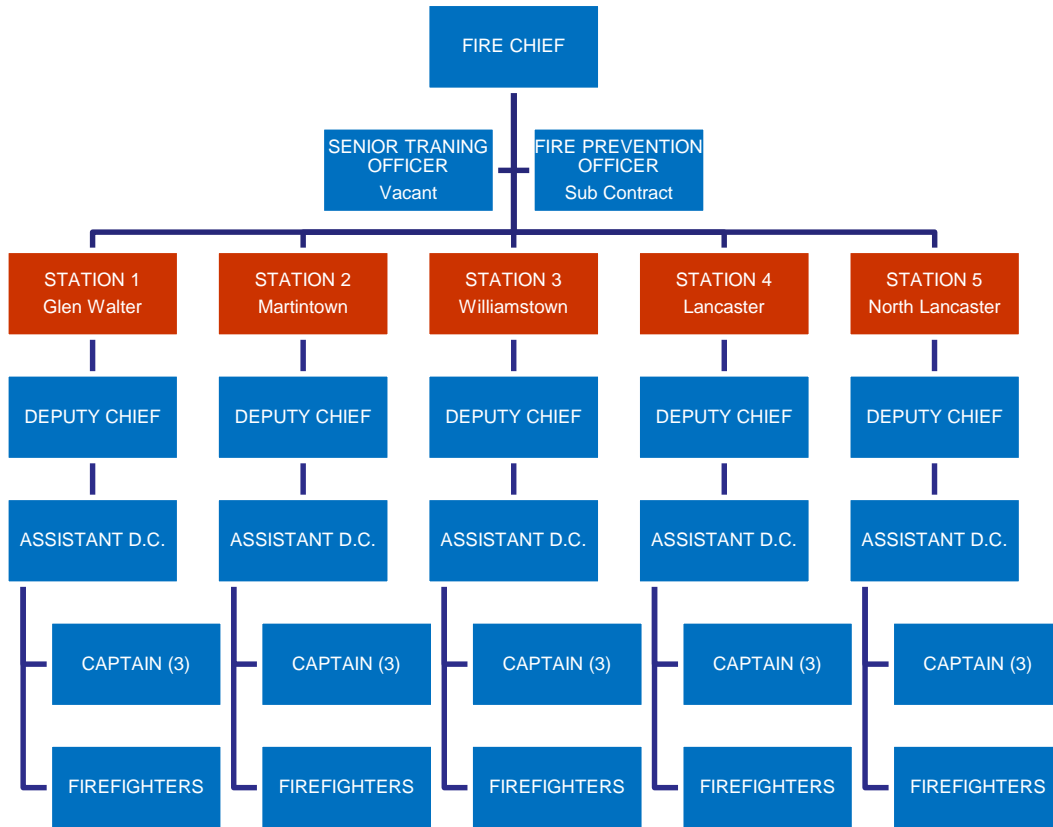 FIRE CHIEF
SENIOR TRANING
OFFICER
Vacant
FIRE PREVENTION
OFFICER
Sub Contract
STATION 1
Glen Walter
STATION 2
Martintown
STATION 3
Williamstown
STATION 4
Lancaster
STATION 5
North Lancaster
DEPUTY CHIEF
DEPUTY CHIEF
DEPUTY CHIEF
DEPUTY CHIEF
DEPUTY CHIEF
ASSISTANT D.C.
ASSISTANT D.C.
ASSISTANT D.C.
ASSISTANT D.C.
ASSISTANT D.C.
CAPTAIN (3)
CAPTAIN (3)
CAPTAIN (3)
CAPTAIN (3)
CAPTAIN (3)
FIREFIGHTERS
FIREFIGHTERS
FIREFIGHTERS
FIREFIGHTERS
FIREFIGHTERS